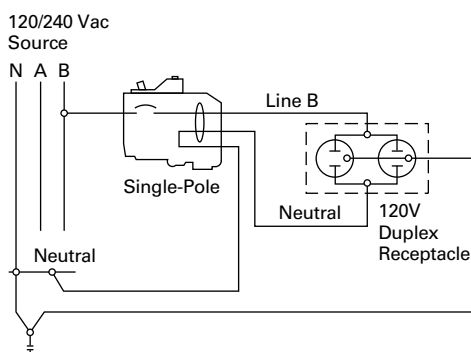 120/240 Vac
Source
N A B
Line B
Single-Pole
Neutral
120V
Duplex
Receptacle
Neutral